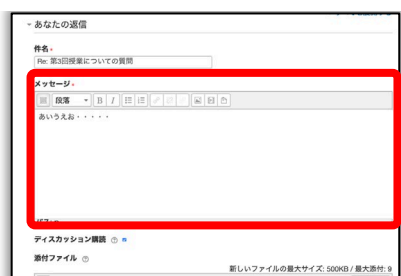 あなたの返信
件名
Re: 第3回授業についての質問
メッセージ
段落 B I
あいうえお・・・・・
ディスカッション購読
添付ファイル
新しいファイルの最大サイズ: 500KB / 最大添付: 9